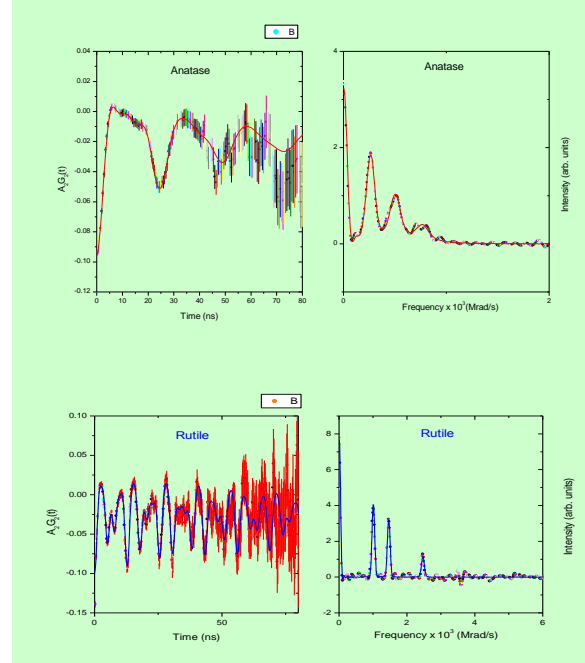 B
Anatase
A₂G₂(t)
0.04
0.02
0.00
-0.02
-0.04
-0.06
-0.08
-0.10
-0.12
0 10 20 30 40 50 60 70 80
Time (ns)
Anatase
4
2
0
0 2
Frequency x 10³(Mrad/s)
Intensity (arb. units)
B
Rutile
A₂G₂(t)
0.10
0.05
0.00
-0.05
-0.10
-0.15
0 50
Time (ns)
Rutile
8
6
4
2
0
-2
0 2 4 6
Frequency x 10³ (Mrad/s)
Intensity (arb. units)